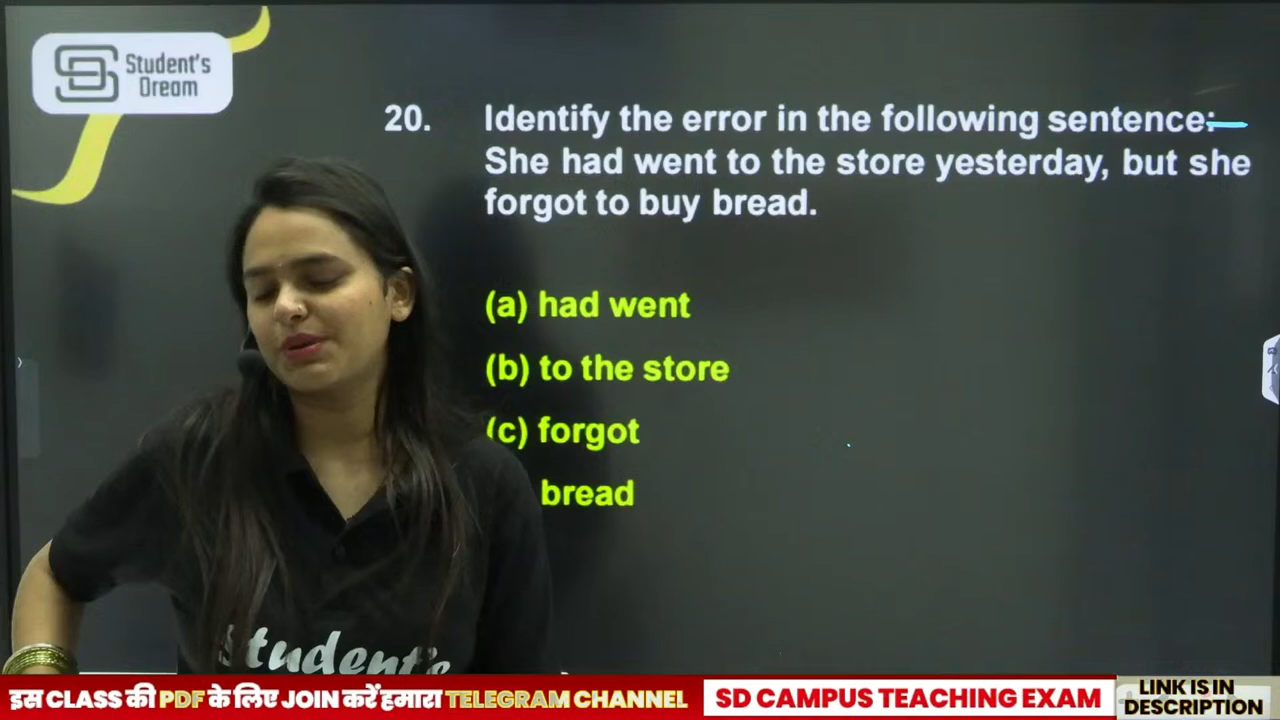 Student's
Dream
20. Identify the error in the following sentence:
She had went to the store yesterday, but she
forgot to buy bread.
(a) had went
(b) to the store
(c) forgot
bread
Student's
इस CLASS की PDF के लिए JOIN करें हमारा TELEGRAM CHANNEL
SD CAMPUS TEACHING EXAM
LINK IS IN
DESCRIPTION